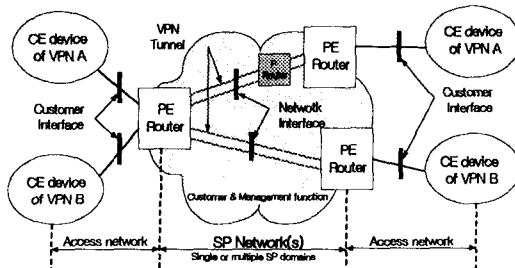 CE device
of VPN A
VPN
Tunnel
PE
Router
P
Router
CE device
of VPN A
Customer
Interface
PE
Router
Network
Interface
Customer
Interface
PE
Router
CE device
of VPN B
CE device
of VPN B
Customer & Management function
Access network
SP Network(s)
Access network
Single or multiple SP domains